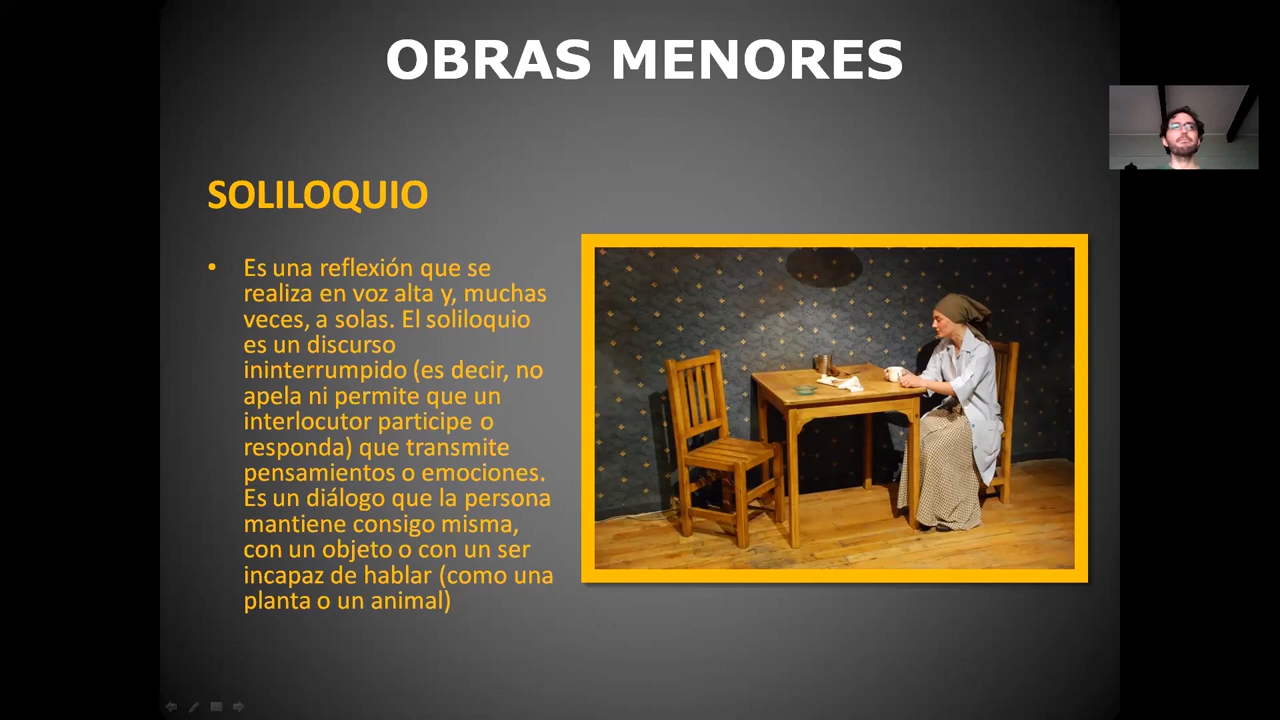 OBRAS MENORES
SOLILOQUIO
• Es una reflexión que se
realiza en voz alta y, muchas
veces, a solas. El soliloquio
es un discurso
ininterrumpido (es decir, no
apela ni permite que un
interlocutor participe o
responda) que transmite
pensamientos o emociones.
Es un diálogo que la persona
mantiene consigo misma,
con un objeto o con un ser
incapaz de hablar (como una
planta o un animal)